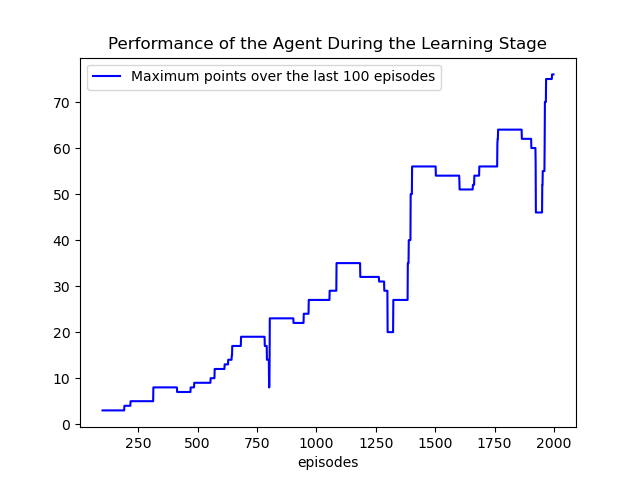 Performance of the Agent During the Learning Stage
Maximum points over the last 100 episodes
70
60
50
40
30
20
10
0
250 500 750 1000 1250 1500 1750 2000
episodes